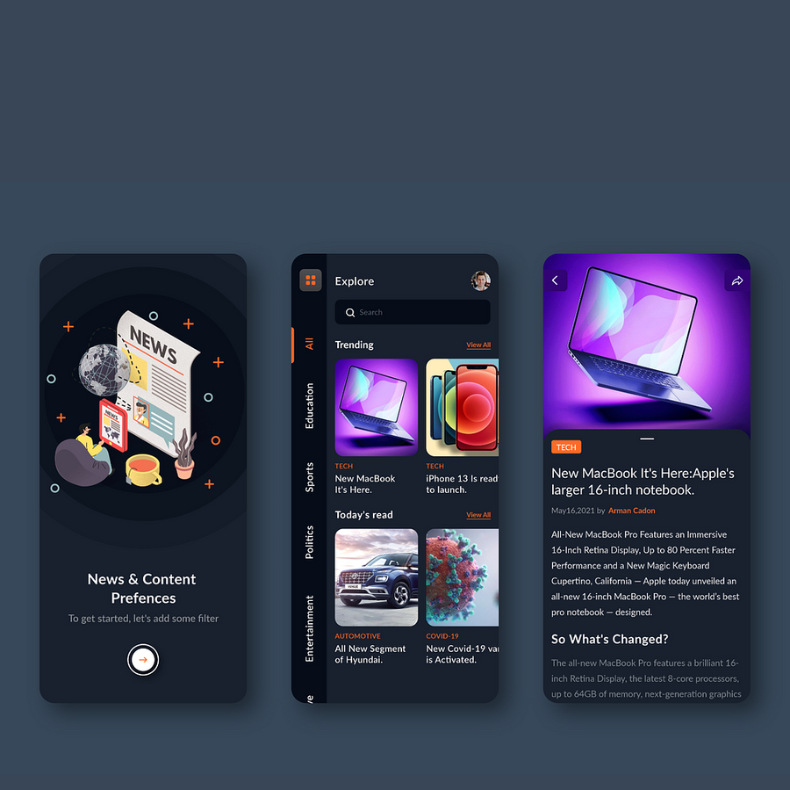 NEWS
NEWS
News & Content
Prefences
To get started, let's add some filter
Explore
Search
All
Education
Sports
Politics
Entertainment
Trending
View All
TECH
New MacBook
It's Here.
TECH
iPhone 13 Is read
to launch.
Today's read
View All
AUTOMOTIVE
All New Segment
of Hyundai.
COVID-19
New Covid-19 var
is Activated.
TECH
New MacBook It's Here:Apple's
larger 16-inch notebook.
May16,2021 by Arman Cadon
All-New MacBook Pro Features an Immersive
16-Inch Retina Display, Up to 80 Percent Faster
Performance and a New Magic Keyboard
Cupertino, California — Apple today unveiled an
all-new 16-inch MacBook Pro — the world's best
pro notebook — designed.
So What's Changed?
The all-new MacBook Pro features a brilliant 16-
inch Retina Display, the latest 8-core processors,
up to 64GB of memory, next-generation graphics